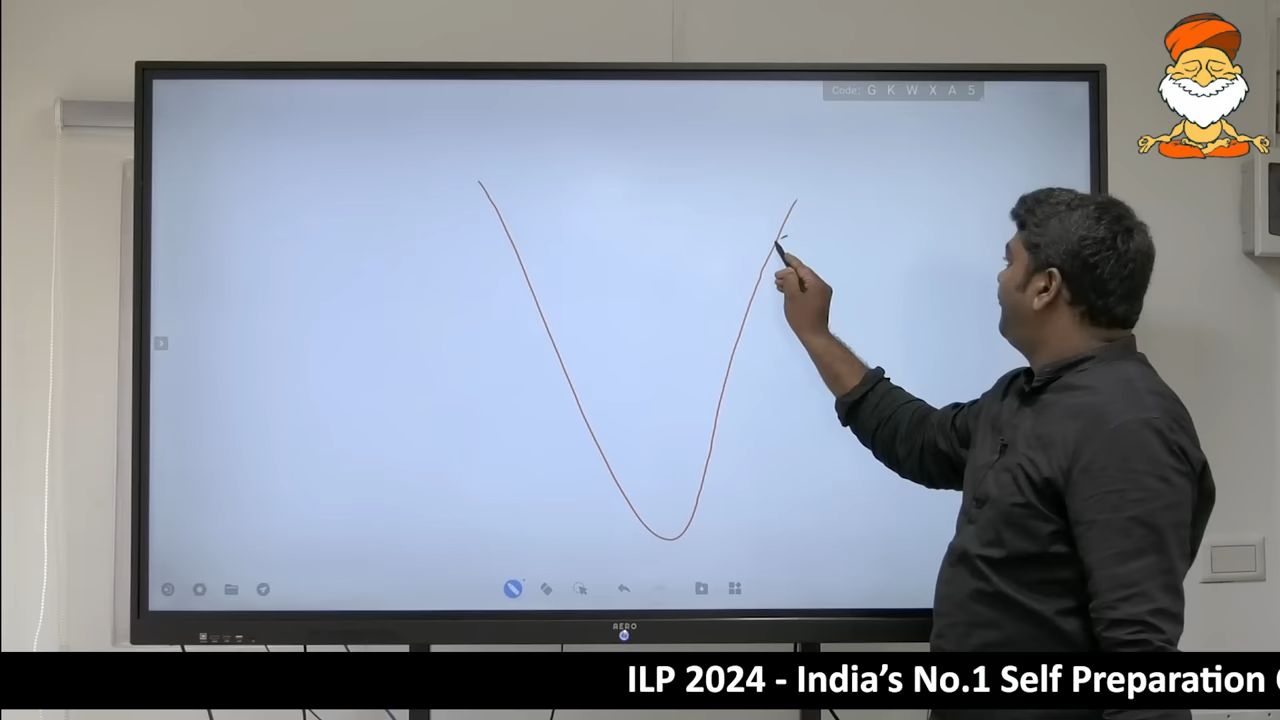 Code: G K W X A 5
AERO
ILP 2024 - India's No.1 Self Preparation